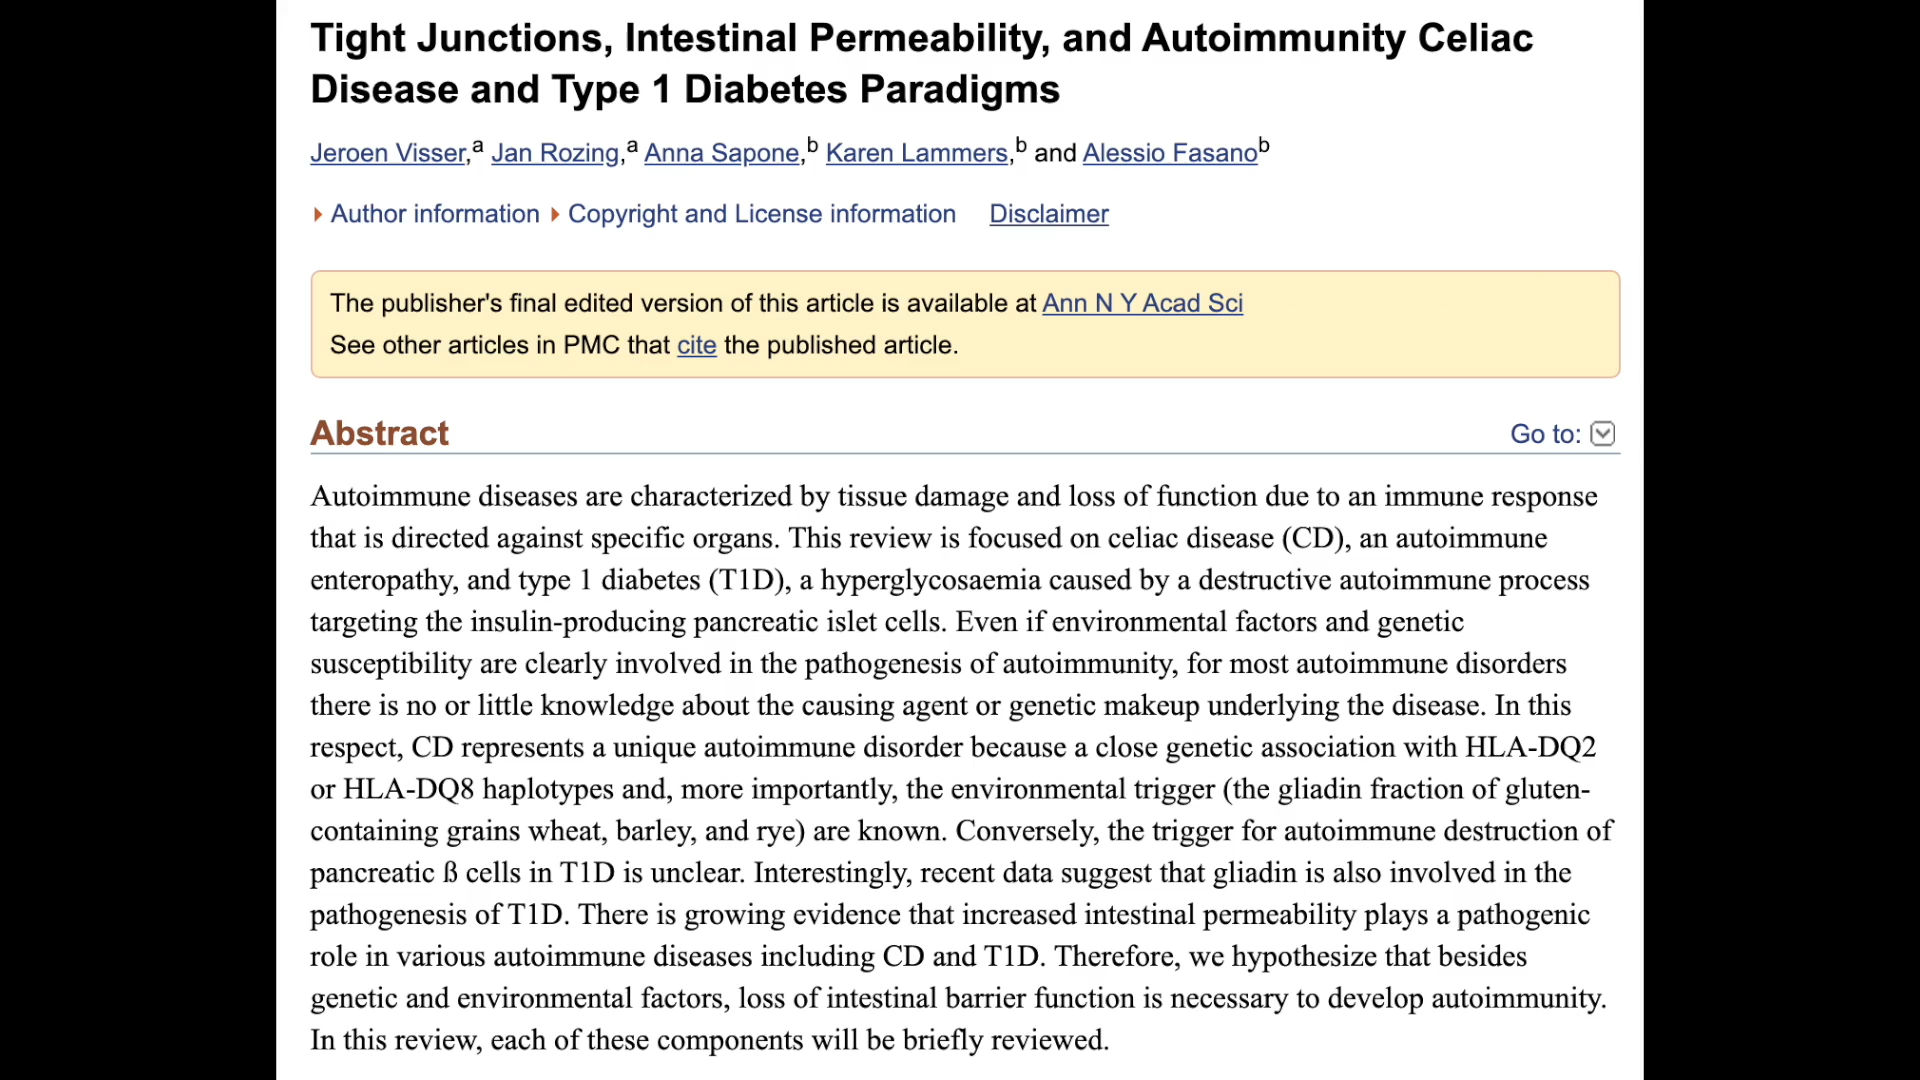 Tight Junctions, Intestinal Permeability, and Autoimmunity Celiac
Disease and Type 1 Diabetes Paradigms
Jeroen Visser,a Jan Rozing,a Anna Sapone,b Karen Lammers,b and Alessio Fasanob
Author information Copyright and License information Disclaimer
The publisher's final edited version of this article is available at Ann N Y Acad Sci
See other articles in PMC that cite the published article.
Abstract
Go to:
Autoimmune diseases are characterized by tissue damage and loss of function due to an immune response
that is directed against specific organs. This review is focused on celiac disease (CD), an autoimmune
enteropathy, and type 1 diabetes (T1D), a hyperglycosaemia caused by a destructive autoimmune process
targeting the insulin-producing pancreatic islet cells. Even if environmental factors and genetic
susceptibility are clearly involved in the pathogenesis of autoimmunity, for most autoimmune disorders
there is no or little knowledge about the causing agent or genetic makeup underlying the disease. In this
respect, CD represents a unique autoimmune disorder because a close genetic association with HLA-DQ2
or HLA-DQ8 haplotypes and, more importantly, the environmental trigger (the gliadin fraction of gluten-
containing grains wheat, barley, and rye) are known. Conversely, the trigger for autoimmune destruction of
pancreatic ß cells in T1D is unclear. Interestingly, recent data suggest that gliadin is also involved in the
pathogenesis of T1D. There is growing evidence that increased intestinal permeability plays a pathogenic
role in various autoimmune diseases including CD and T1D. Therefore, we hypothesize that besides
genetic and environmental factors, loss of intestinal barrier function is necessary to develop autoimmunity.
In this review, each of these components will be briefly reviewed.